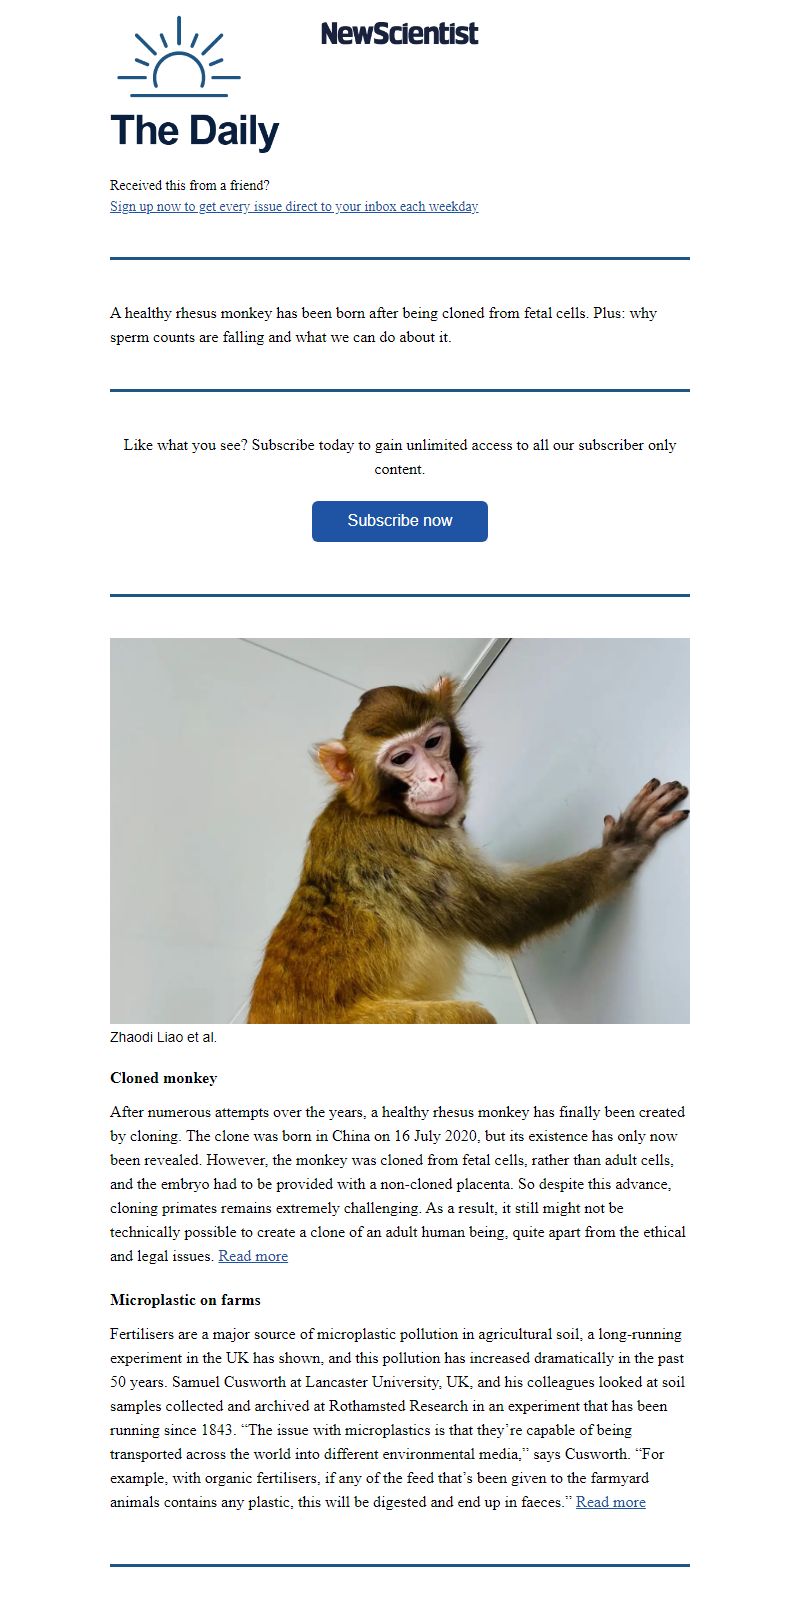 NewScientist
The Daily
Received this from a friend?
Sign up now to get every issue direct to your inbox each weekday
A healthy rhesus monkey has been born after being cloned from fetal cells. Plus: why
sperm counts are falling and what we can do about it.
Like what you see? Subscribe today to gain unlimited access to all our subscriber only
content.
Subscribe now
Zhaodi Liao et al.
Cloned monkey
After numerous attempts over the years, a healthy rhesus monkey has finally been created
by cloning. The clone was born in China on 16 July 2020, but its existence has only now
been revealed. However, the monkey was cloned from fetal cells, rather than adult cells,
and the embryo had to be provided with a non-cloned placenta. So despite this advance,
cloning primates remains extremely challenging. As a result, it still might not be
technically possible to create a clone of an adult human being, quite apart from the ethical
and legal issues. Read more
Microplastic on farms
Fertilisers are a major source of microplastic pollution in agricultural soil, a long-running
experiment in the UK has shown, and this pollution has increased dramatically in the past
50 years. Samuel Cusworth at Lancaster University, UK, and his colleagues looked at soil
samples collected and archived at Rothamsted Research in an experiment that has been
running since 1843. “The issue with microplastics is that they’re capable of being
transported across the world into different environmental media,” says Cusworth. “For
example, with organic fertilisers, if any of the feed that’s been given to the farmyard
animals contains any plastic, this will be digested and end up in faeces.” Read more